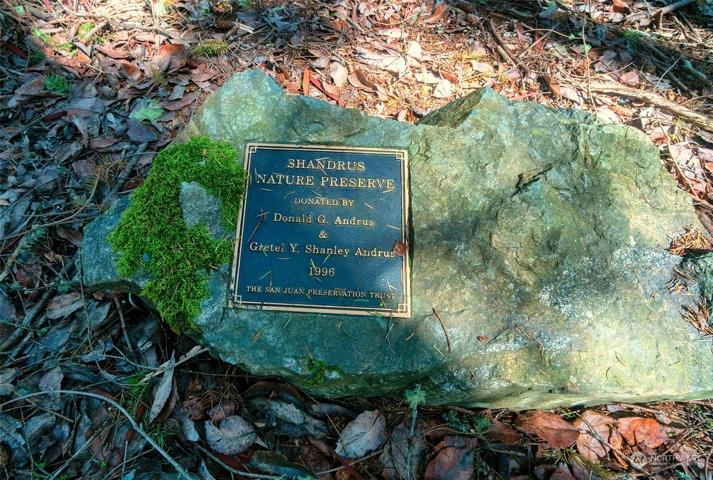 SHANDRUS
NATURE PRESERVE
DONATED BY
Donald G. Andrus
&
Gretel Y. Shanley Andrus
1996
THE SAN JUAN PRESERVATION TRUST